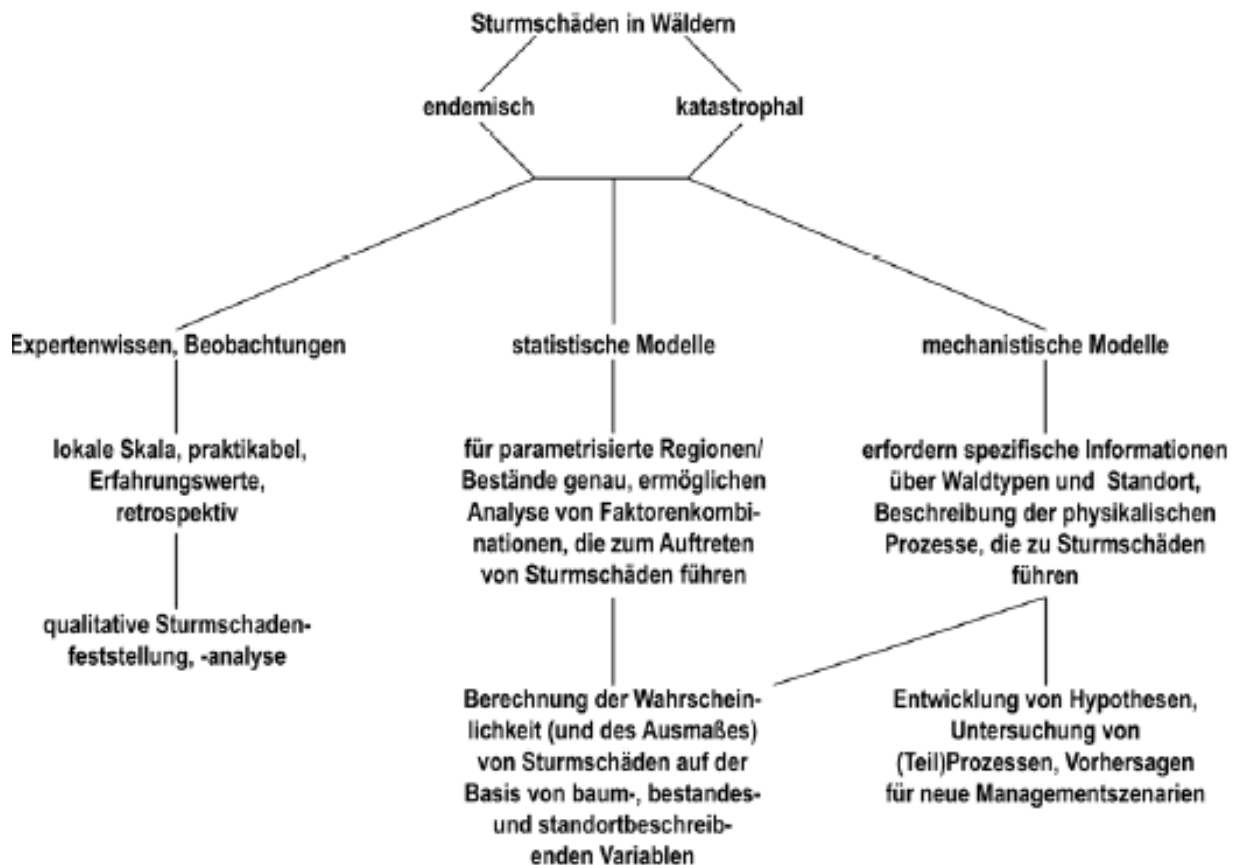 Sturmschäden in Wäldern
endemisch
katastrophal
Expertenwissen, Beobachtungen
lokale Skala, praktikabel,
Erfahrungswerte,
retrospektiv
qualitative Sturmschaden-
feststellung, -analyse
statistische Modelle
für parametrisierte Regionen/
Bestände genau, ermöglichen
Analyse von Faktorenkombi-
nationen, die zum Auftreten
von Sturmschäden führen
Berechnung der Wahrschein-
lichkeit (und des Ausmaßes)
von Sturmschäden auf der
Basis von baum-, bestandes-
und standortbeschreib-
enden Variablen
mechanistische Modelle
erfordern spezifische Informationen
über Waldtypen und Standort,
Beschreibung der physikalischen
Prozesse, die zu Sturmschäden
führen
Entwicklung von Hypothesen,
Untersuchung von
(Teil)Prozessen, Vorhersagen
für neue Managementszenarien